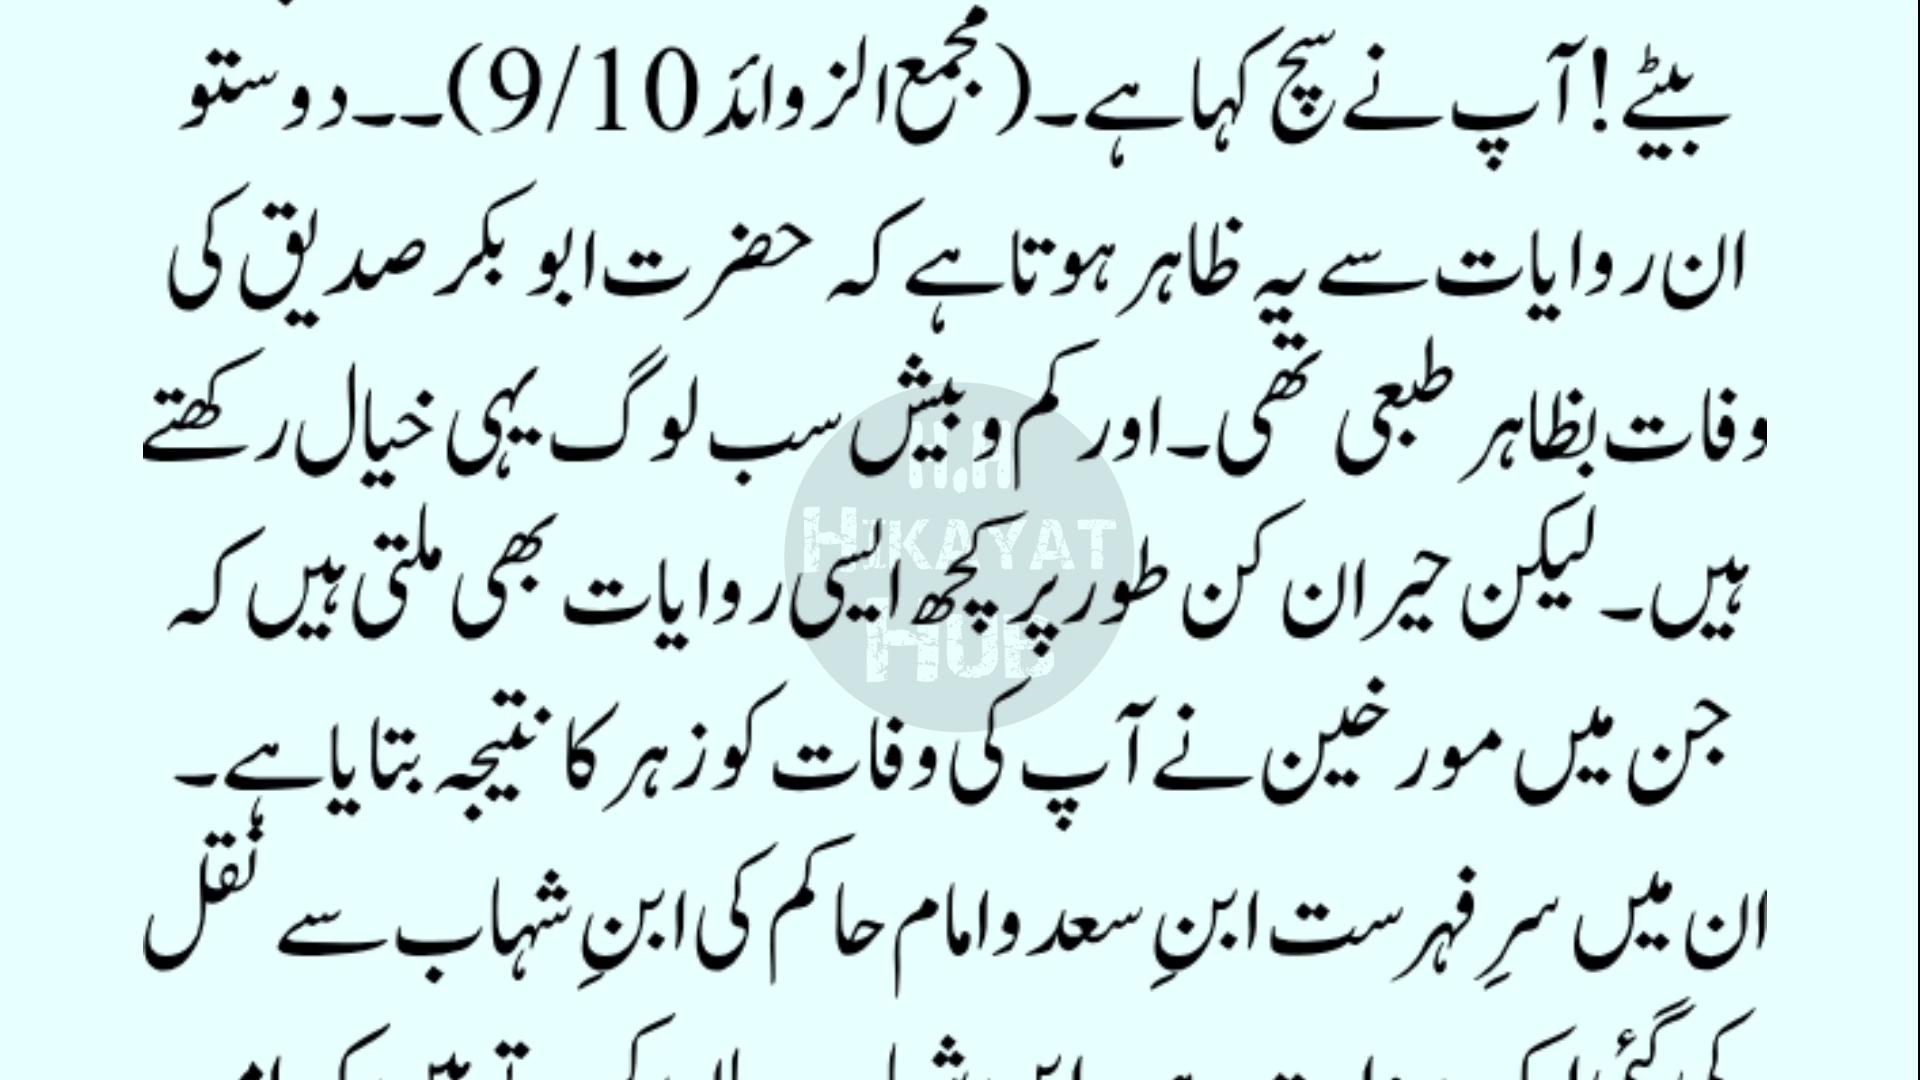 بیٹے! آپ نے سچ کہا ہے۔ (مجمع الزوائد 9/10)۔۔دوستو
ان روایات سے یہ ظاہر ہوتا ہے کہ حضرت ابو بکر صدیق کی
وفات بظاہر طبعی تھی۔ اور کم و بیش سب لوگ یہی خیال رکھتے
ہیں۔ لیکن حیران کن طور پر کچھ ایسی روایات بھی ملتی ہیں کہ
جن میں مورخین نے آپ کی وفات کو زہر کا نتیجہ بتایا ہے۔
ان میں سرِ فہرست ابنِ سعد و امام حاکم کی ابنِ شہاب سے نقل
H.H
HIKAYAT
HUB